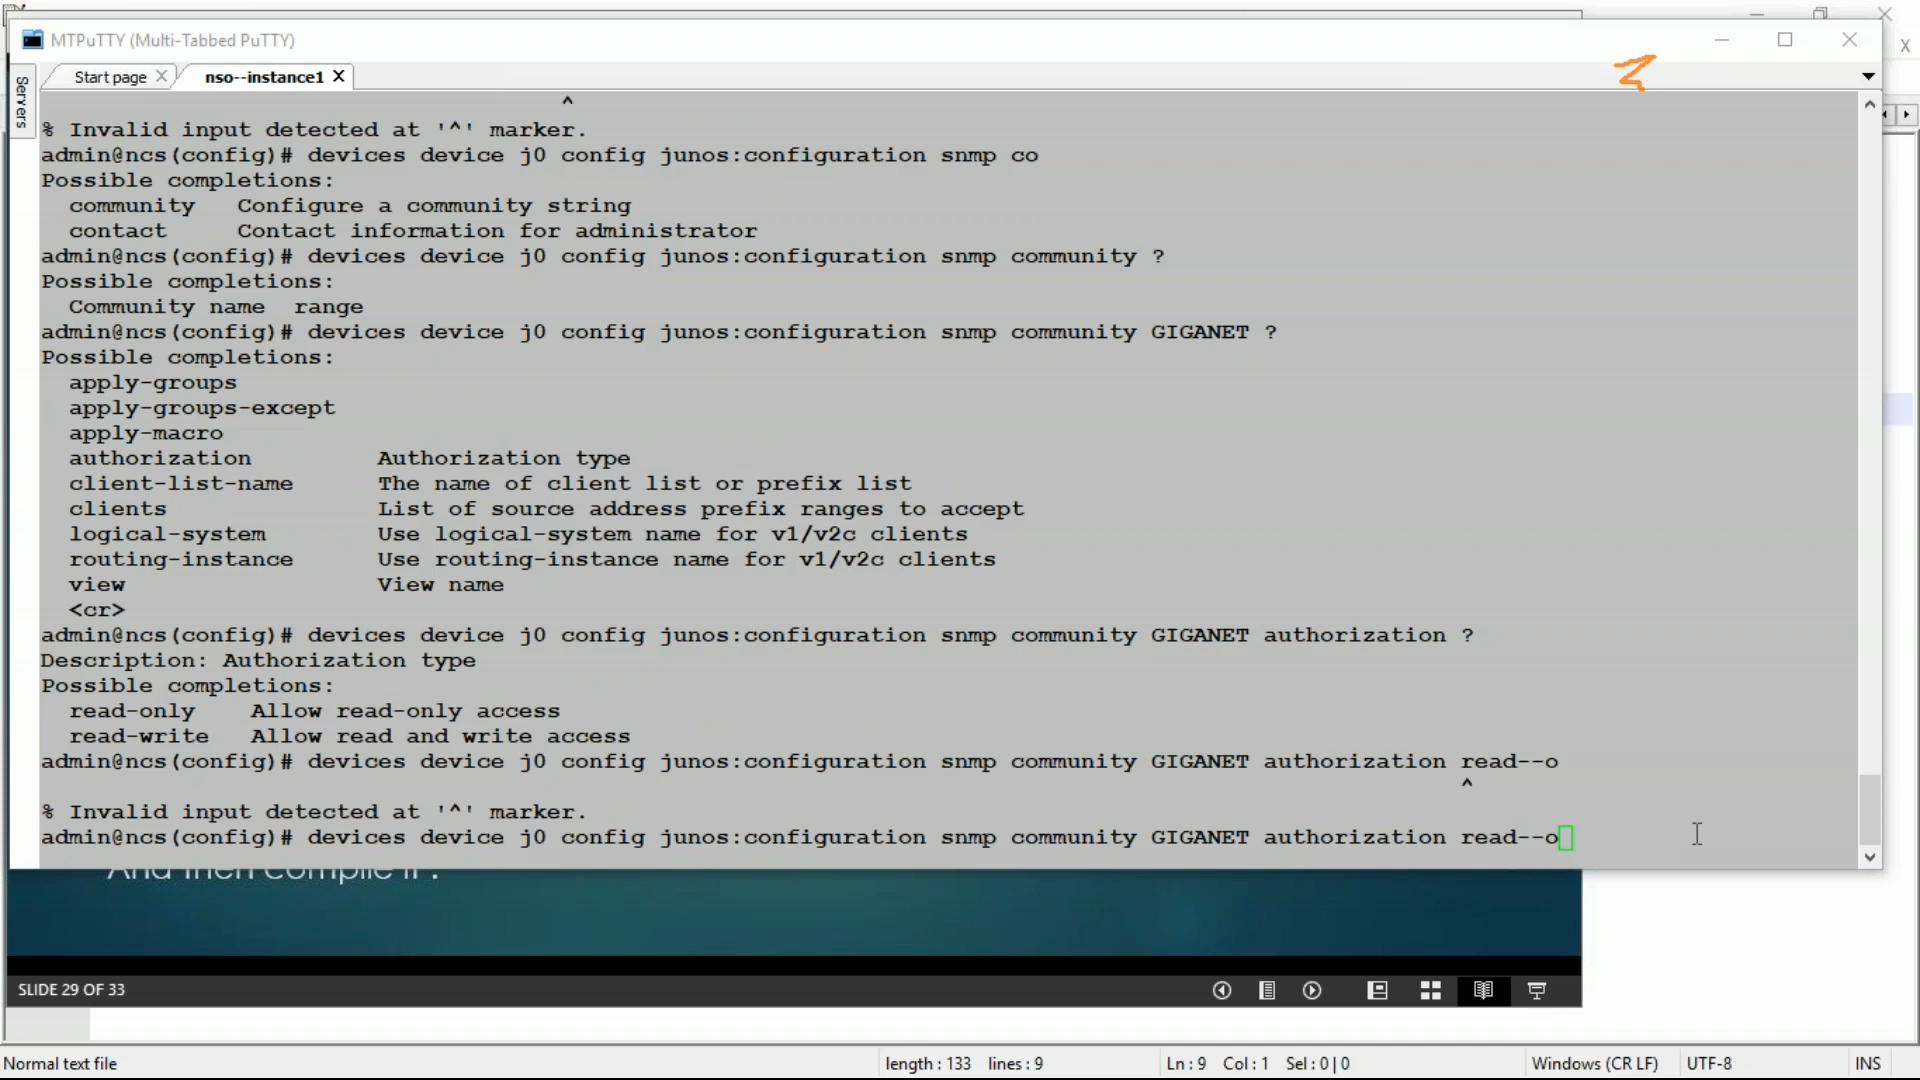 MTPuTTY (Multi-Tabbed PuTTY)
Servers
Start page
nso--instance1
^
% Invalid input detected at '^' marker.
admin@ncs(config)# devices device j0 config junos:configuration snmp co
Possible completions:
community Configure a community string
contact Contact information for administrator
admin@ncs(config)# devices device j0 config junos:configuration snmp community ?
Possible completions:
Community name range
admin@ncs(config)# devices device j0 config junos:configuration snmp community GIGANET ?
Possible completions:
apply-groups
apply-groups-except
apply-macro
authorization Authorization type
client-list-name The name of client list or prefix list
clients List of source address prefix ranges to accept
logical-system Use logical-system name for v1/v2c clients
routing-instance Use routing-instance name for v1/v2c clients
view View name
<cr>
admin@ncs(config)# devices device j0 config junos:configuration snmp community GIGANET authorization ?
Description: Authorization type
Possible completions:
read-only Allow read-only access
read-write Allow read and write access
admin@ncs(config)# devices device j0 config junos:configuration snmp community GIGANET authorization read--o
^
% Invalid input detected at '^' marker.
admin@ncs(config)# devices device j0 config junos:configuration snmp community GIGANET authorization read--o
And then compile it.
SLIDE 29 OF 33
Normal text file length : 133 lines : 9 Ln : 9 Col : 1 Sel : 0 | 0 Windows (CR LF) UTF-8 INS